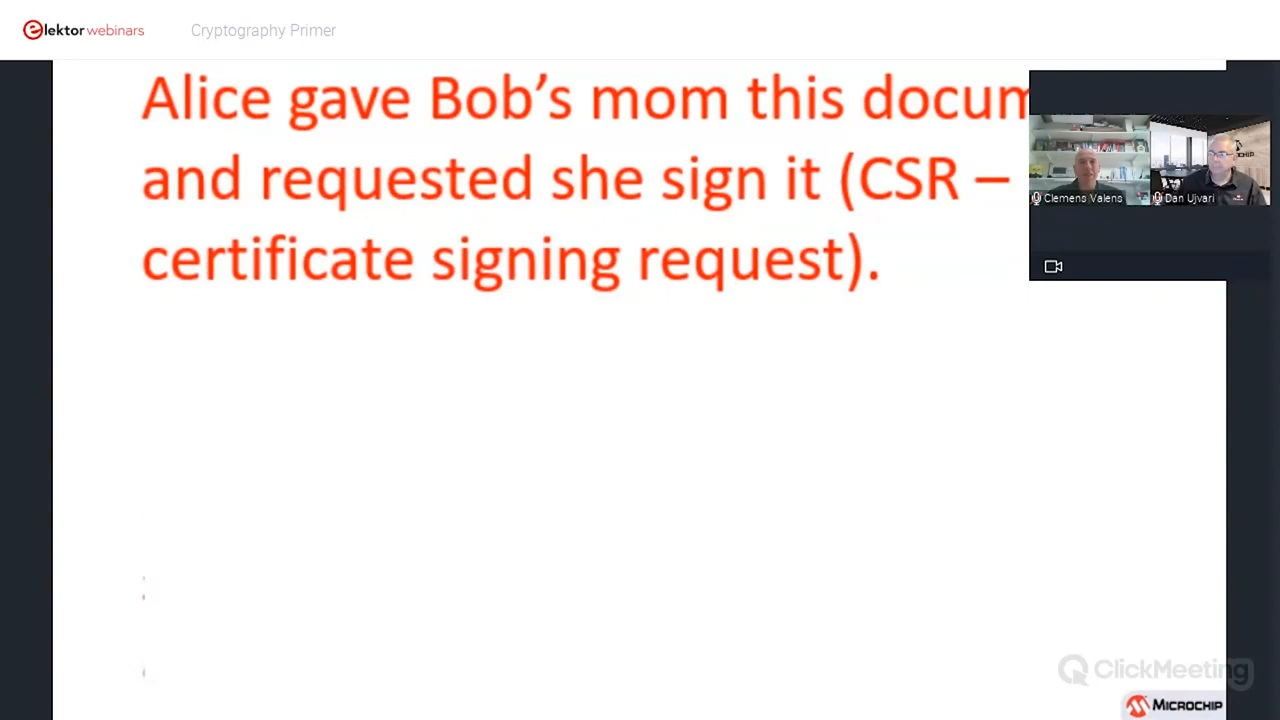 elektor webinars Cryptography Primer
Alice gave Bob's mom this docum
and requested she sign it (CSR –
certificate signing request).
Clemens Valens
Dan Ujvari
ClickMeeting
MICROCHIP